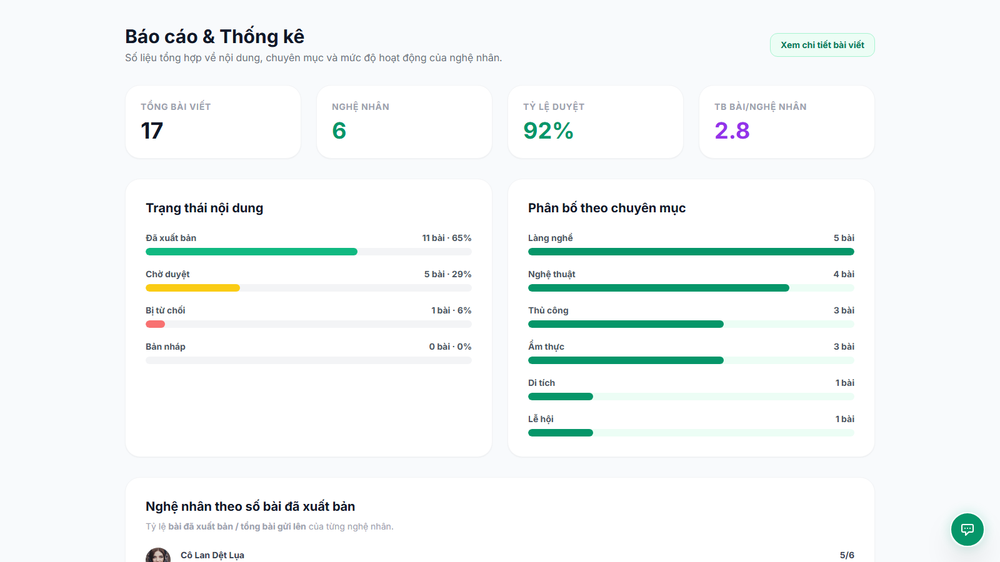 Báo cáo & Thống kê
Số liệu tổng hợp về nội dung, chuyên mục và mức độ hoạt động của nghệ nhân.
Xem chi tiết bài viết
TỔNG BÀI VIẾT
17
NGHỆ NHÂN
6
TỶ LỆ DUYỆT
92%
TB BÀI/NGHỆ NHÂN
2.8
Trạng thái nội dung
Đã xuất bản
11 bài · 65%
Chờ duyệt
5 bài · 29%
Bị từ chối
1 bài · 6%
Bản nháp
0 bài · 0%
Phân bố theo chuyên mục
Làng nghề
5 bài
Nghệ thuật
4 bài
Thủ công
3 bài
Ẩm thực
3 bài
Di tích
1 bài
Lễ hội
1 bài
Nghệ nhân theo số bài đã xuất bản
Tỷ lệ bài đã xuất bản / tổng bài gửi lên của từng nghệ nhân.
Cô Lan Dệt Lụa
5/6